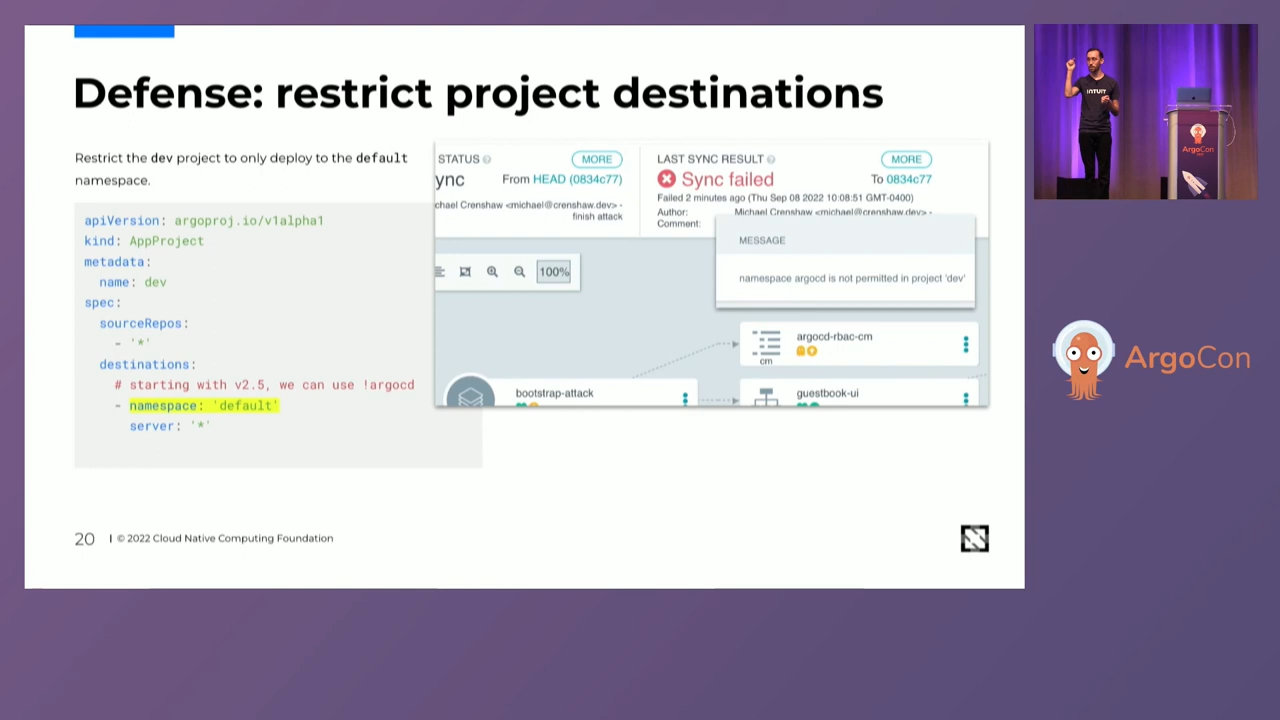 Defense: restrict project destinations
Restrict the dev project to only deploy to the default
namespace.
apiVersion: argoproj.io/v1alpha1
kind: AppProject
metadata:
name: dev
spec:
sourceRepos:
- '*'
destinations:
# starting with v2.5, we can use !argocd
- namespace: 'default'
server: '*'
STATUS
MORE
ync
From HEAD (0834c77)
chael Crenshaw <michael@crenshaw.dev> -
finish attack
LAST SYNC RESULT
MORE
Sync failed
To 0834c77
Failed 2 minutes ago (Thu Sep 08 2022 10:08:51 GMT-0400)
Author: Michael Crenshaw <michael@crenshaw.dev> -
Comment:
MESSAGE
namespace argocd is not permitted in project 'dev'
100%
cm
argocd-rbac-cm
bootstrap-attack
guestbook-ui
20 | © 2022 Cloud Native Computing Foundation
INTUIT
ArgoCon
ArgoCon